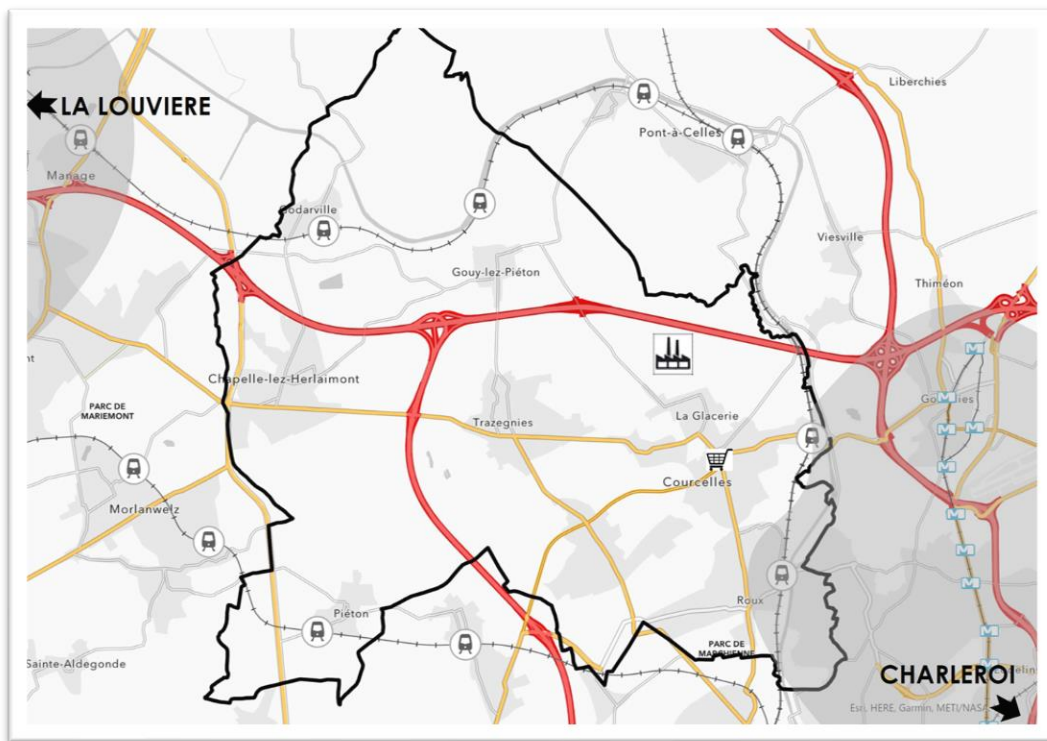 Liberchies
LA LOUVIERE
Pont-à-Celles
Manage
Godarville
Viesville
Gouy-lez-Piéton
Thiméon
Chapelle-lez-Herlaimont
PARC DE
MARIEMONT
Trazegnies
La Glacerie
Courcelles
Morlanwelz
Roux
Piéton
PARC DE
Sainte-Aldegonde
CHARLEROI
Esri, HERE, Garmin, METI/NASA
M
M
M
M
M
M
M
M
M
M